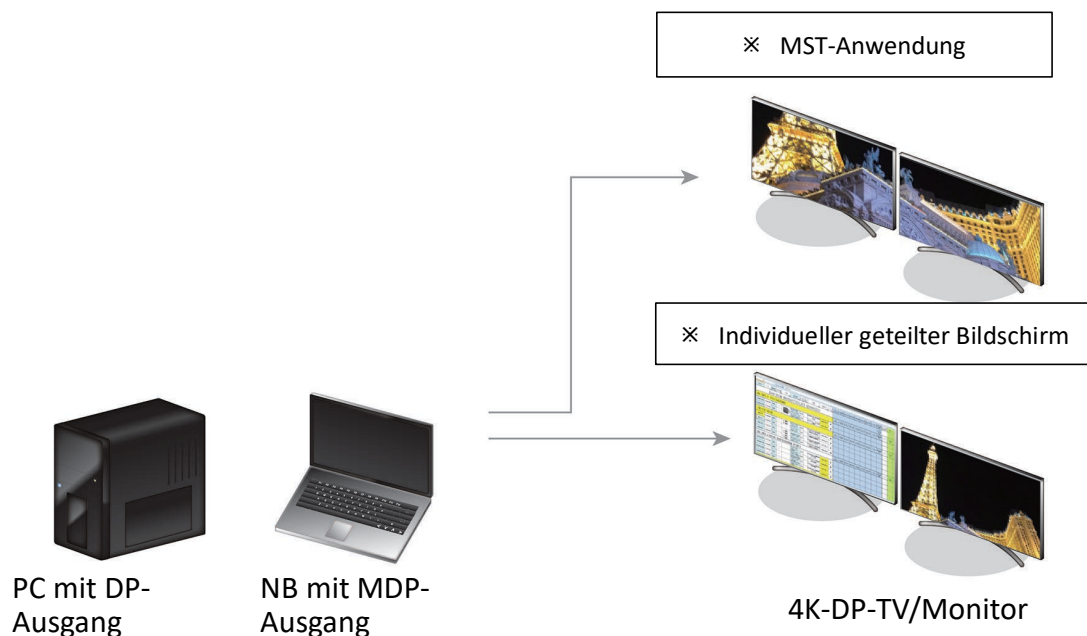 ※ MST-Anwendung
※ Individueller geteilter Bildschirm
PC mit DP-
Ausgang
NB mit MDP-
Ausgang
4K-DP-TV/Monitor